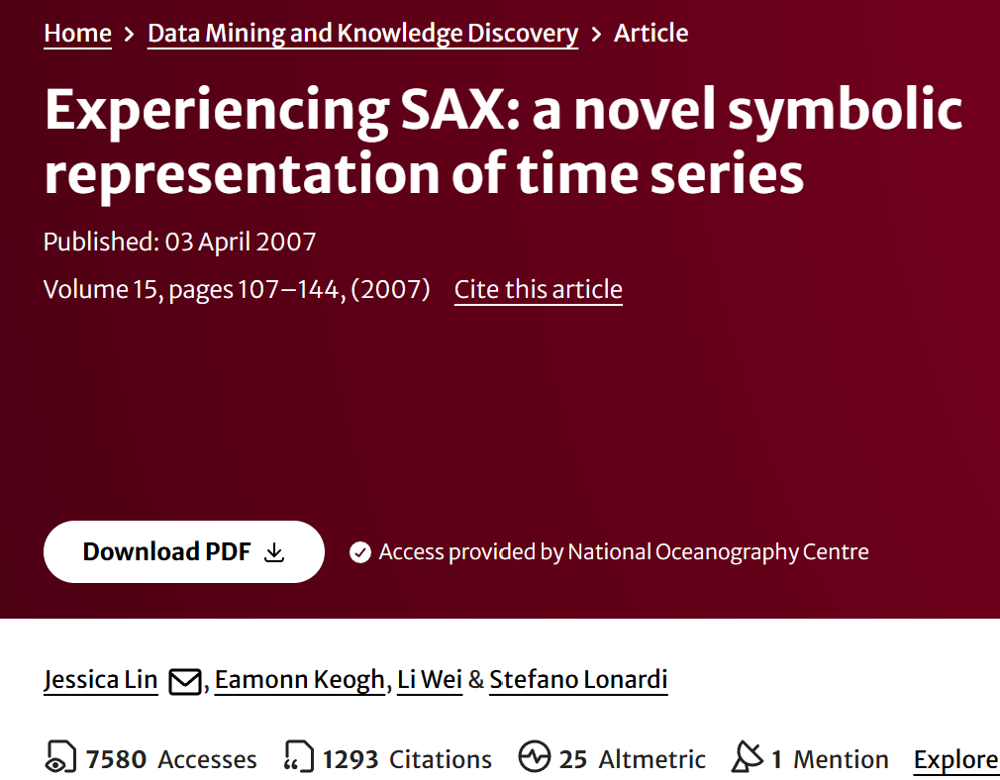 Home > Data Mining and Knowledge Discovery > Article
Experiencing SAX: a novel symbolic
representation of time series
Published: 03 April 2007
Volume 15, pages 107–144, (2007) Cite this article
Download PDF Access provided by National Oceanography Centre
Jessica Lin , Eamonn Keogh, Li Wei & Stefano Lonardi
7580 Accesses 1293 Citations 25 Altmetric 1 Mention Explore